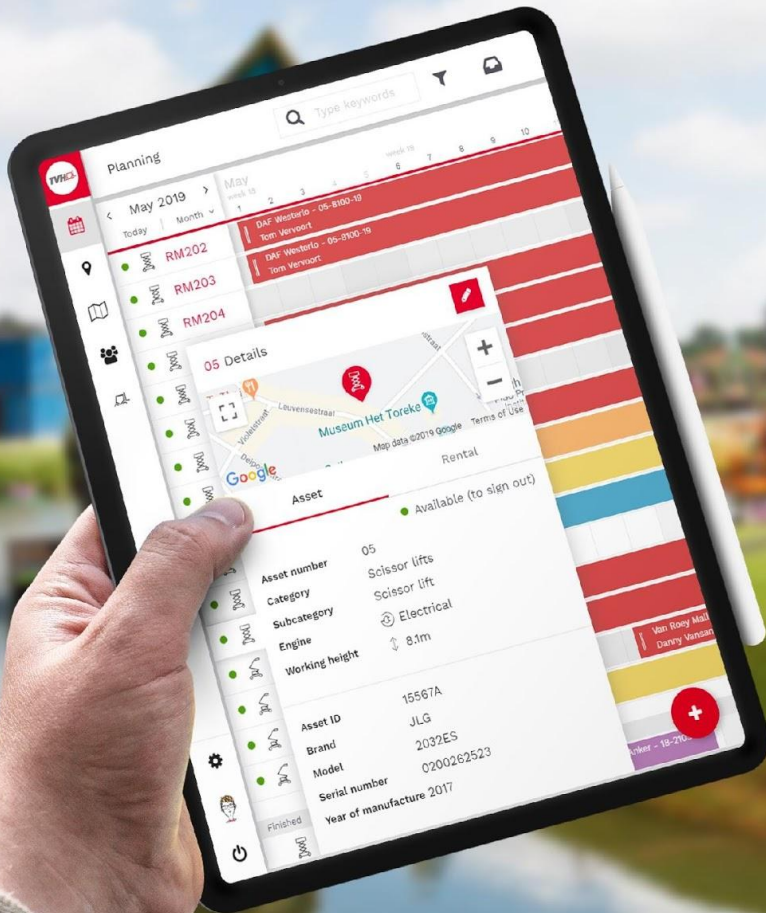 Type keywords
TVH
Planning
May 2019
Today Month
May
week 18
week 19
1 2 3 4 5 6 7 8 9 10
RM202
DAF Westerlo - 05-8100-19
Tom Vervoort
RM203
DAF Westerlo - 05-8100-19
Tom Vervoort
RM204
05 Details
Leuvensestraat
Violetstraat
Museum Het Toreke
Google
Map data ©2019 Google Terms of Use
Asset Rental
Available (to sign out)
Asset number 05
Category Scissor lifts
Subcategory Scissor lift
Engine Electrical
Working height 8.1m
Asset ID 15567A
Brand JLG
Model 2032ES
Serial number 0200262523
Year of manufacture 2017
Van Roey
Danny
Finished